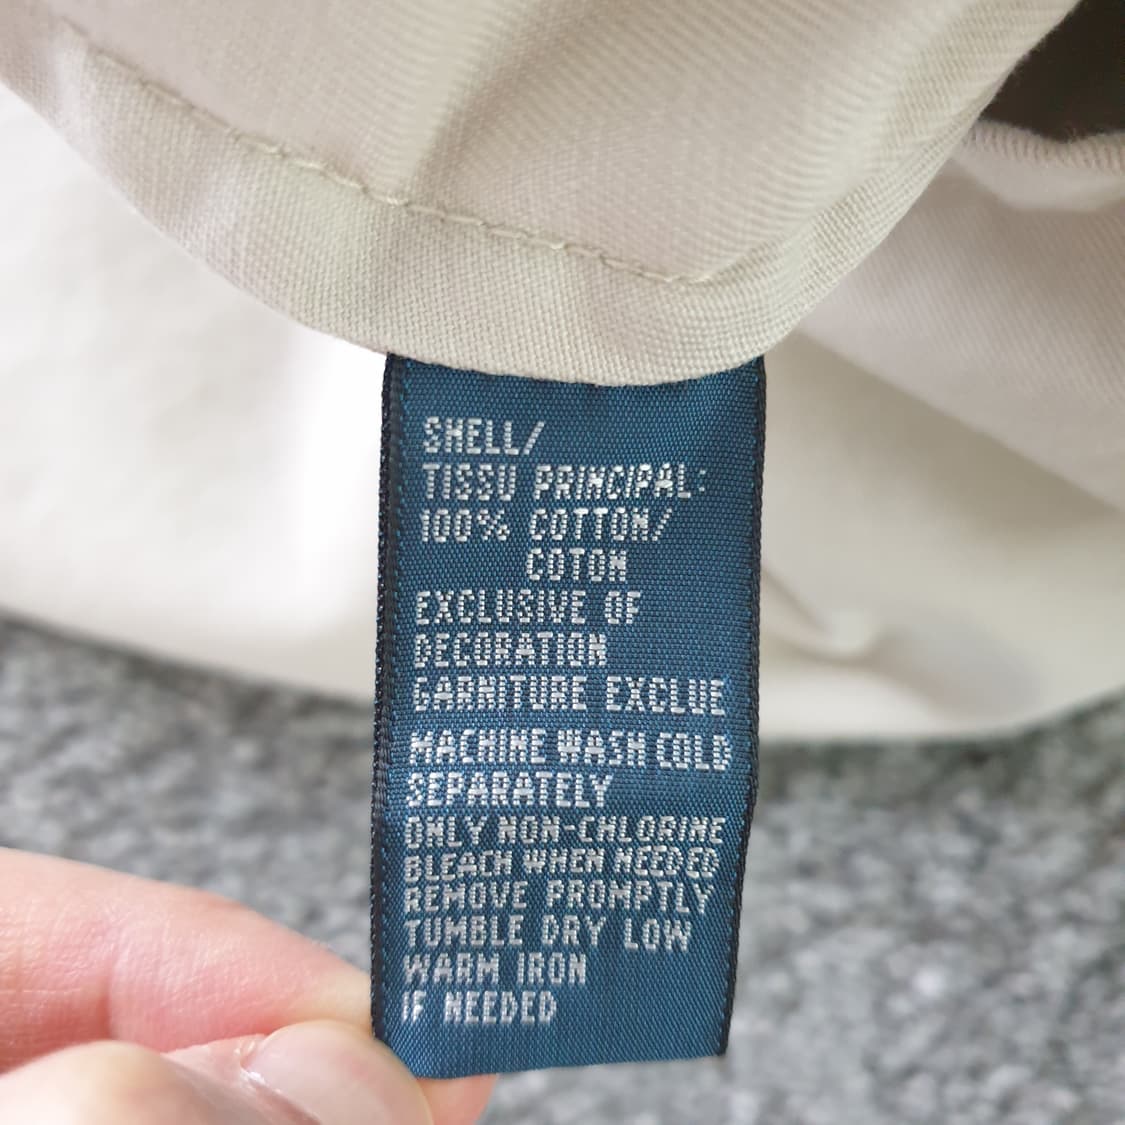 SHELL/
TISSU PRINCIPAL:
100% COTTON/
COTON
EXCLUSIVE OF
DECORATION
GARNITURE EXCLUE
MACHINE WASH COLD
SEPARATELY
ONLY NON-CHLORINE
BLEACH WHEN NEEDED
REMOVE PROMPTLY
TUMBLE DRY LOW
WARM IRON
IF NEEDED